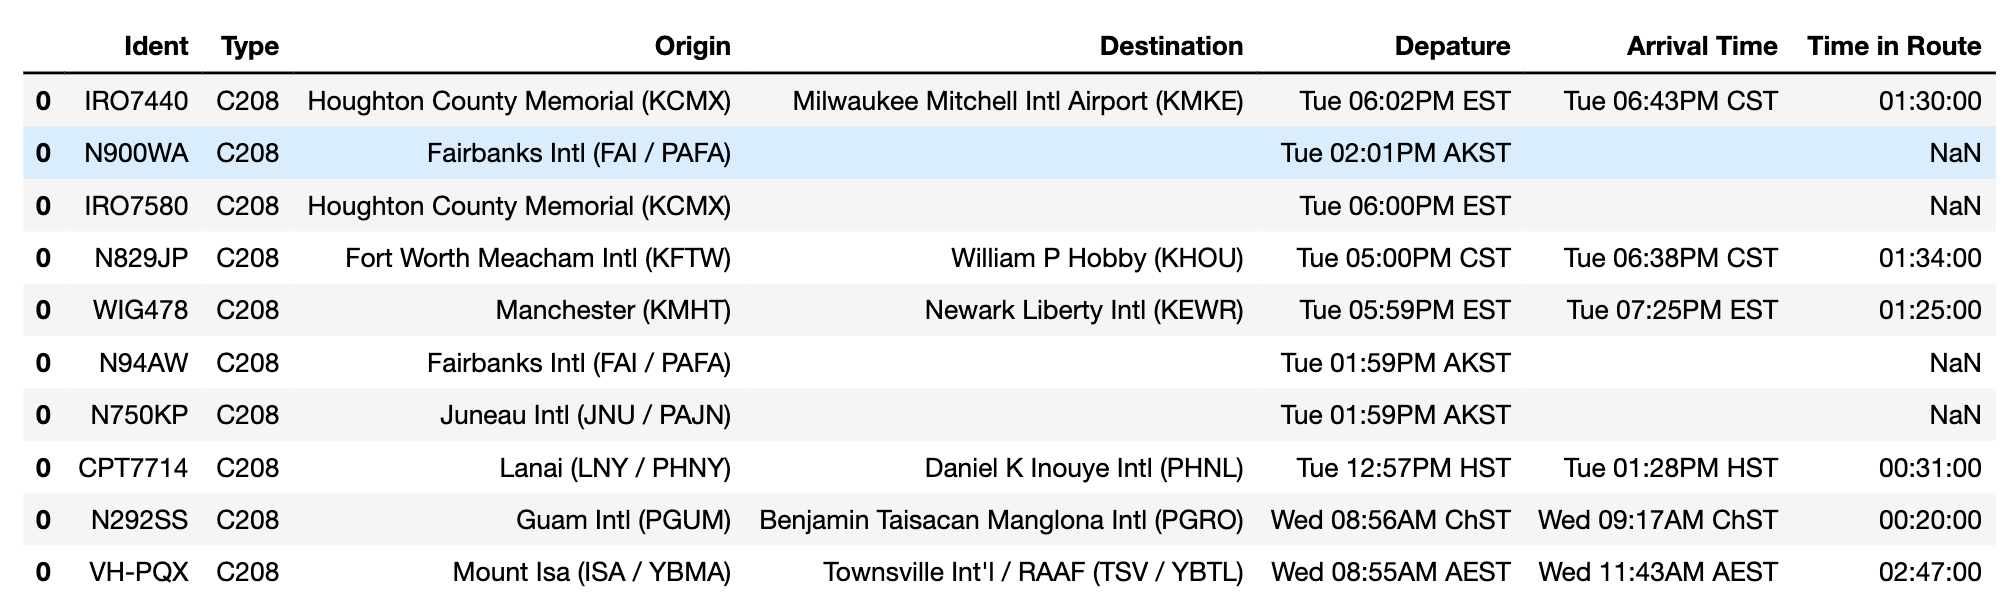 Ident Type Origin Destination Depature Arrival Time Time in Route
0 IRO7440 C208 Houghton County Memorial (KCMX) Milwaukee Mitchell Intl Airport (KMKE) Tue 06:02PM EST Tue 06:43PM CST 01:30:00
0 N900WA C208 Fairbanks Intl (FAI / PAFA) Tue 02:01PM AKST NaN
0 IRO7580 C208 Houghton County Memorial (KCMX) Tue 06:00PM EST NaN
0 N829JP C208 Fort Worth Meacham Intl (KFTW) William P Hobby (KHOU) Tue 05:00PM CST Tue 06:38PM CST 01:34:00
0 WIG478 C208 Manchester (KMHT) Newark Liberty Intl (KEWR) Tue 05:59PM EST Tue 07:25PM EST 01:25:00
0 N94AW C208 Fairbanks Intl (FAI / PAFA) Tue 01:59PM AKST NaN
0 N750KP C208 Juneau Intl (JNU / PAJN) Tue 01:59PM AKST NaN
0 CPT7714 C208 Lanai (LNY / PHNY) Daniel K Inouye Intl (PHNL) Tue 12:57PM HST Tue 01:28PM HST 00:31:00
0 N292SS C208 Guam Intl (PGUM) Benjamin Taisacan Manglona Intl (PGRO) Wed 08:56AM ChST Wed 09:17AM ChST 00:20:00
0 VH-PQX C208 Mount Isa (ISA / YBMA) Townsville Int'l / RAAF (TSV / YBTL) Wed 08:55AM AEST Wed 11:43AM AEST 02:47:00